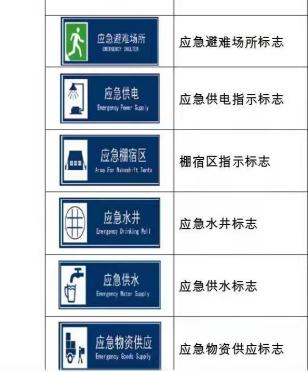 应急避难场所
EMERGENCY SHELTER
应急避难场所标志
应急供电
Emergency Power Supply
应急供电指示标志
应急棚宿区
Area For Makeshift Tents
棚宿区指示标志
应急水井
Emergency Drinking Well
应急水井标志
应急供水
Emergency Water Supply
应急供水标志
应急物资供应
Emergency Goods Supply
应急物资供应标志